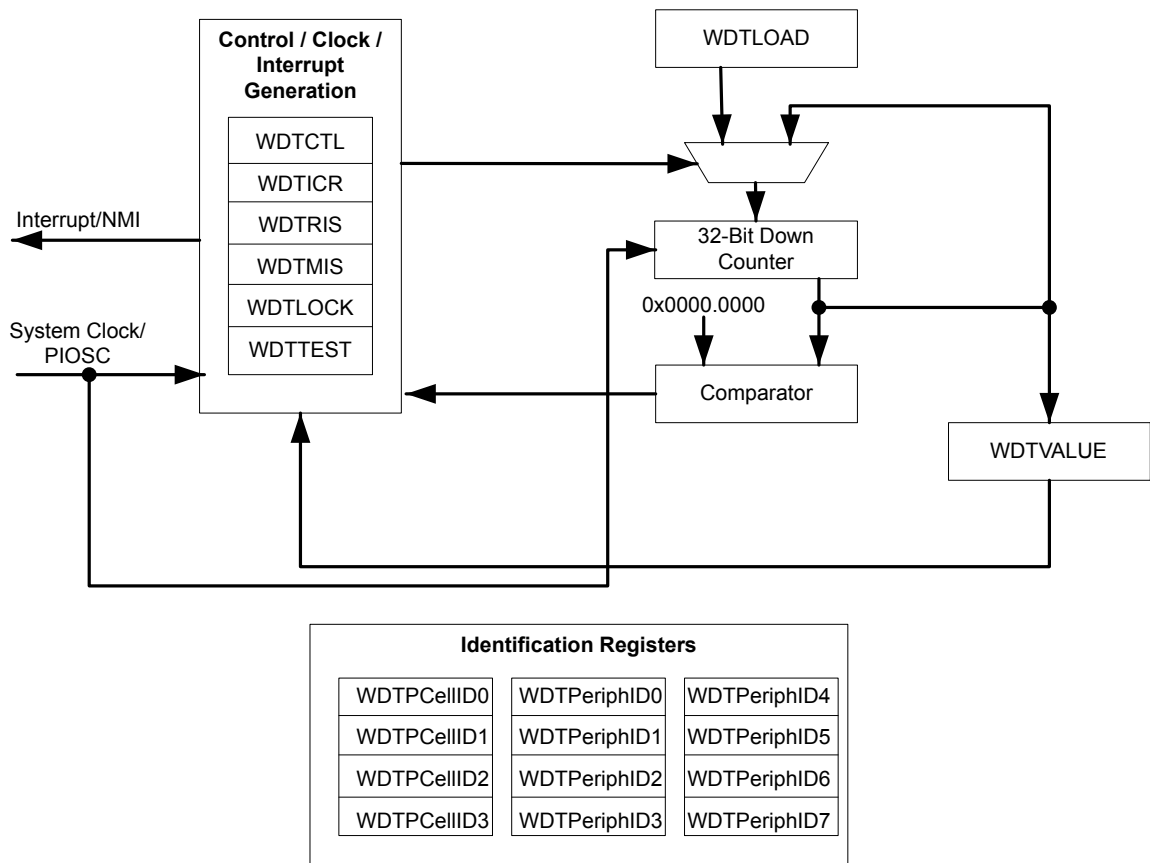 Control / Clock /
Interrupt
Generation
WDTCTL
WDTICR
WDTRIS
WDTMIS
WDTLOCK
WDTTEST
Interrupt/NMI
System Clock/
PIOSC
WDTLOAD
32-Bit Down
Counter
0x0000.0000
Comparator
WDTVALUE
Identification Registers
WDTPCellID0
WDTPCellID1
WDTPCellID2
WDTPCellID3
WDTPeriphID0
WDTPeriphID1
WDTPeriphID2
WDTPeriphID3
WDTPeriphID4
WDTPeriphID5
WDTPeriphID6
WDTPeriphID7